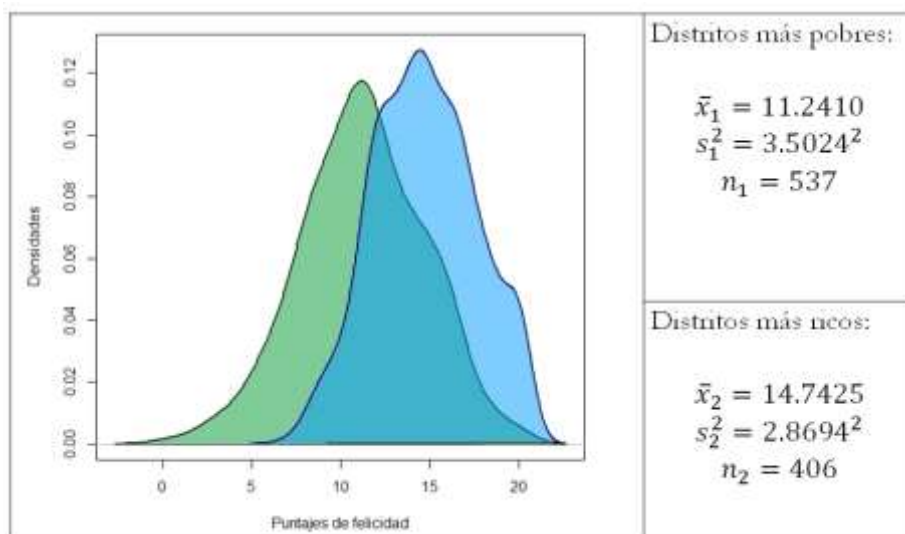 0.12
0.10
0.08
0.06
0.04
0.02
0.00
Densidades
0 5 10 15 20
Puntajes de felicidad
Distritos más pobres:
x̄₁ = 11.2410
s₁² = 3.5024²
n₁ = 537
Distritos más ricos:
x̄₂ = 14.7425
s₂² = 2.8694²
n₂ = 406